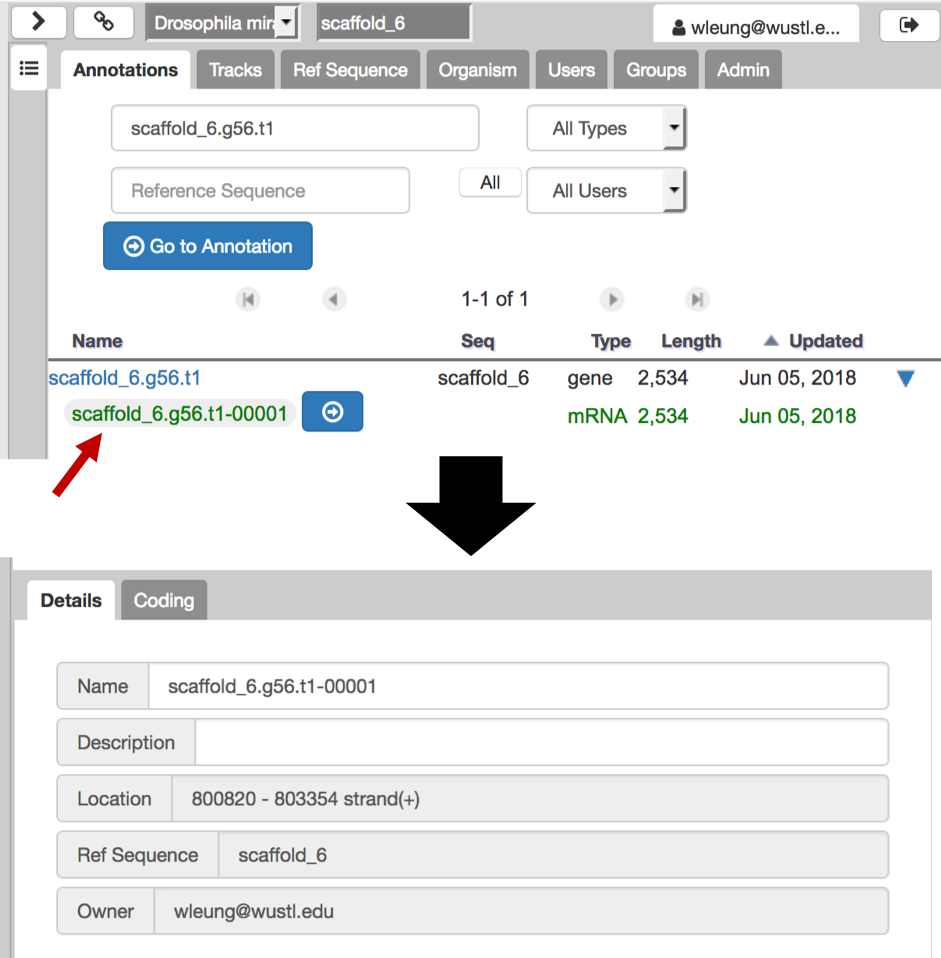 Drosophila mira scaffold_6 wleung@wustl.e...
Annotations Tracks Ref Sequence Organism Users Groups Admin
scaffold_6.g56.t1 All Types
Reference Sequence All All Users
Go to Annotation
1-1 of 1
Name Seq Type Length Updated
scaffold_6.g56.t1 scaffold_6 gene 2,534 Jun 05, 2018
scaffold_6.g56.t1-00001 mRNA 2,534 Jun 05, 2018
Details Coding
Name scaffold_6.g56.t1-00001
Description
Location 800820 - 803354 strand(+)
Ref Sequence scaffold_6
Owner wleung@wustl.edu